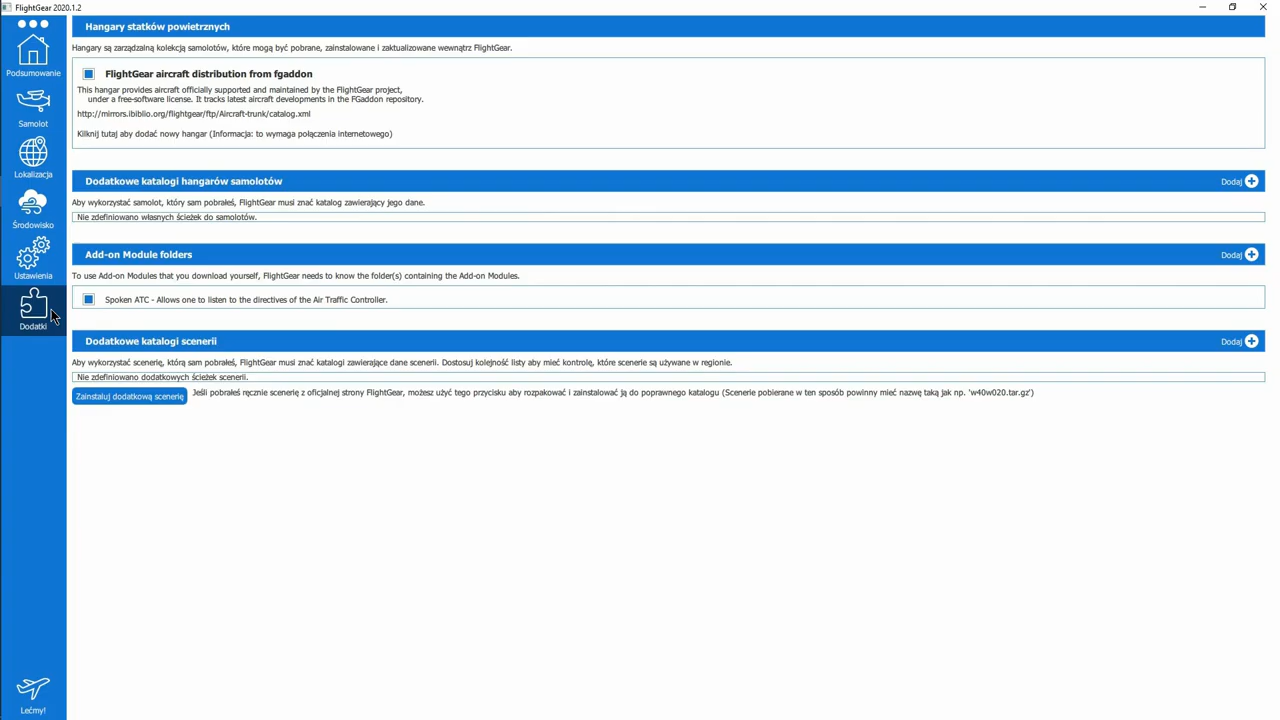 FlightGear 2020.1.2
Podsumowanie
Samolot
Lokalizacja
Środowisko
Ustawienia
Dodatki
Lećmy!
Hangary statków powietrznych
Hangary są zarządzalną kolekcją samolotów, które mogą być pobrane, zainstalowane i zaktualizowane wewnątrz FlightGear.
FlightGear aircraft distribution from fgaddon
This hangar provides aircraft officially supported and maintained by the FlightGear project,
under a free-software license. It tracks latest aircraft developments in the FGaddon repository.
http://mirrors.ibiblio.org/flightgear/ftp/Aircraft-trunk/catalog.xml
Kliknij tutaj aby dodać nowy hangar (Informacja: to wymaga połączenia internetowego)
Dodatkowe katalogi hangarów samolotów Dodaj
Aby wykorzystać samolot, który sam pobrałeś, FlightGear musi znać katalog zawierający jego dane.
Nie zdefiniowano własnych ścieżek do samolotów.
Add-on Module folders Dodaj
To use Add-on Modules that you download yourself, FlightGear needs to know the folder(s) containing the Add-on Modules.
Spoken ATC - Allows one to listen to the directives of the Air Traffic Controller.
Dodatkowe katalogi scenerii Dodaj
Aby wykorzystać scenerię, którą sam pobrałeś, FlightGear musi znać katalogi zawierające dane scenerii. Dostosuj kolejność listy aby mieć kontrolę, które scenerie są używane w regionie.
Nie zdefiniowano dodatkowych ścieżek scenerii.
Zainstaluj dodatkową scenerię Jeśli pobrałeś ręcznie scenerię z oficjalnej strony FlightGear, możesz użyć tego przycisku aby rozpakować i zainstalować ją do poprawnego katalogu (Scenerie pobierane w ten sposób powinny mieć nazwę taką jak np. 'w40w020.tar.gz')